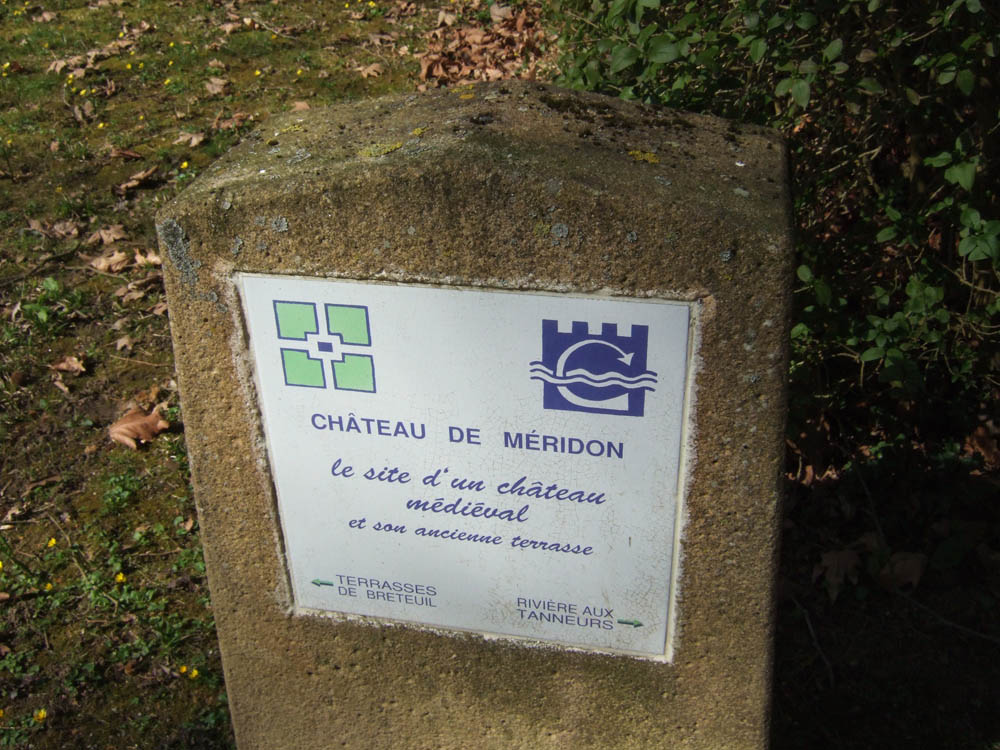 CHÂTEAU DE MÉRIDON
le site d'un château
médiéval
et son ancienne terrasse
TERRASSES
DE BRETEUIL
RIVIÈRE AUX
TANNEURS